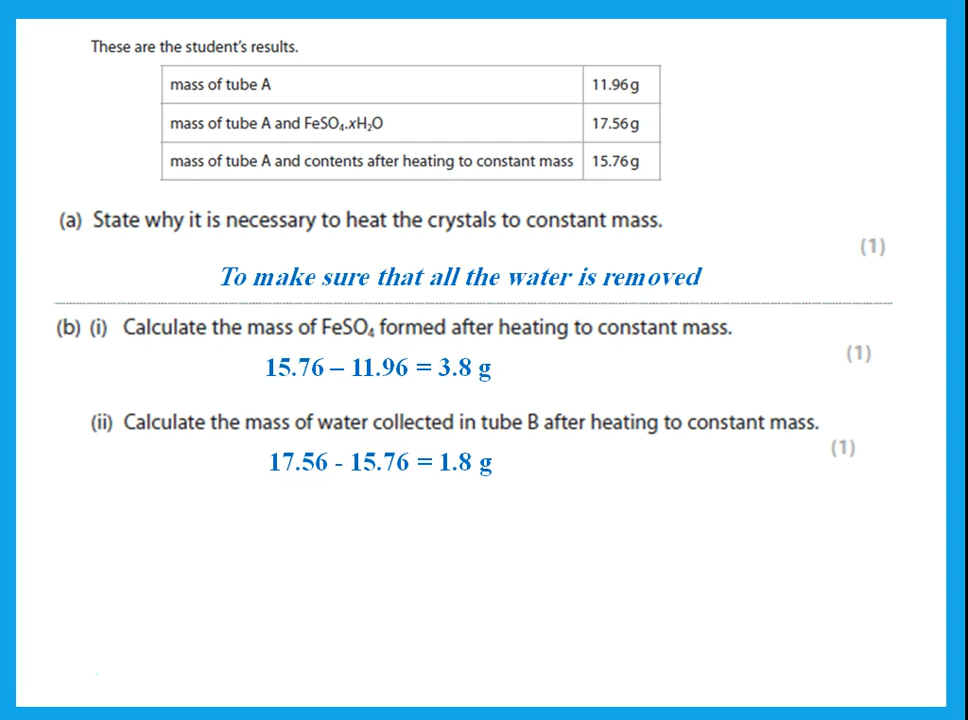 These are the student's results.
mass of tube A 11.96 g
mass of tube A and FeSO₄.xH₂O 17.56 g
mass of tube A and contents after heating to constant mass 15.76 g
(a) State why it is necessary to heat the crystals to constant mass.
(1)
To make sure that all the water is removed
(b) (i) Calculate the mass of FeSO₄ formed after heating to constant mass.
(1)
15.76 – 11.96 = 3.8 g
(ii) Calculate the mass of water collected in tube B after heating to constant mass.
(1)
17.56 - 15.76 = 1.8 g